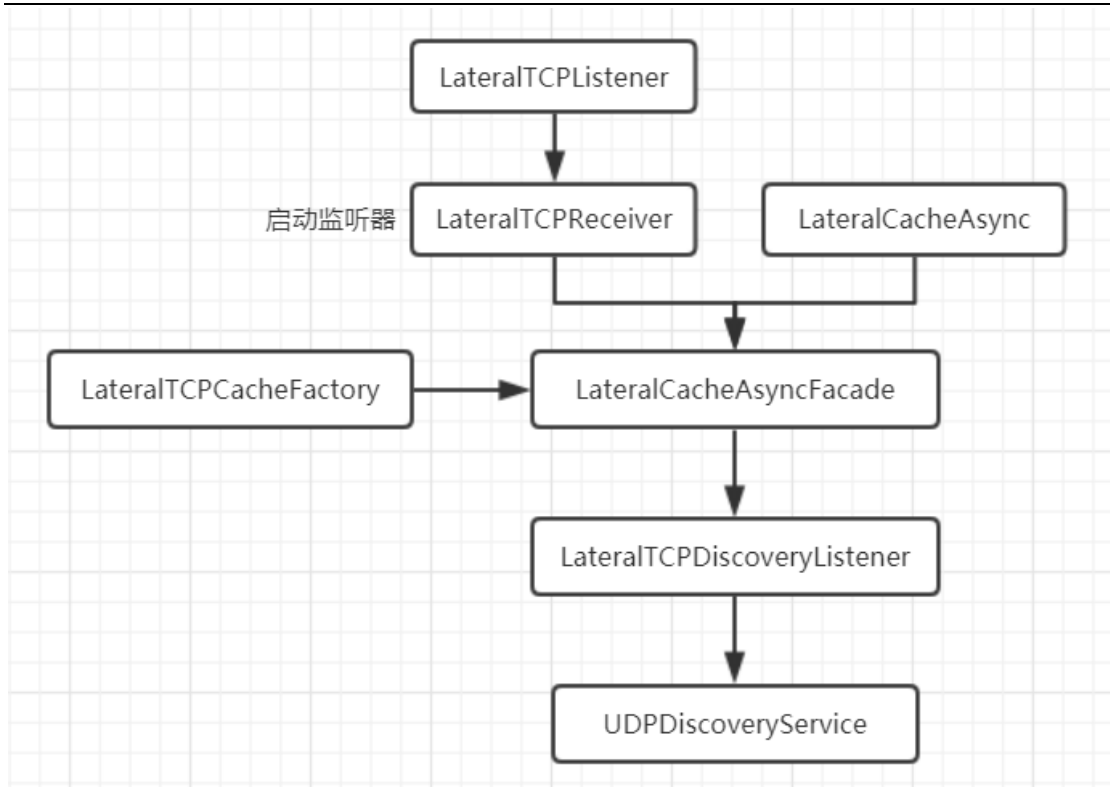 LateralTCPListener
启动监听器
LateralTCPReceiver
LateralCacheAsync
LateralTCPCacheFactory
LateralCacheAsyncFacade
LateralTCPDiscoveryListener
UDPDiscoveryService